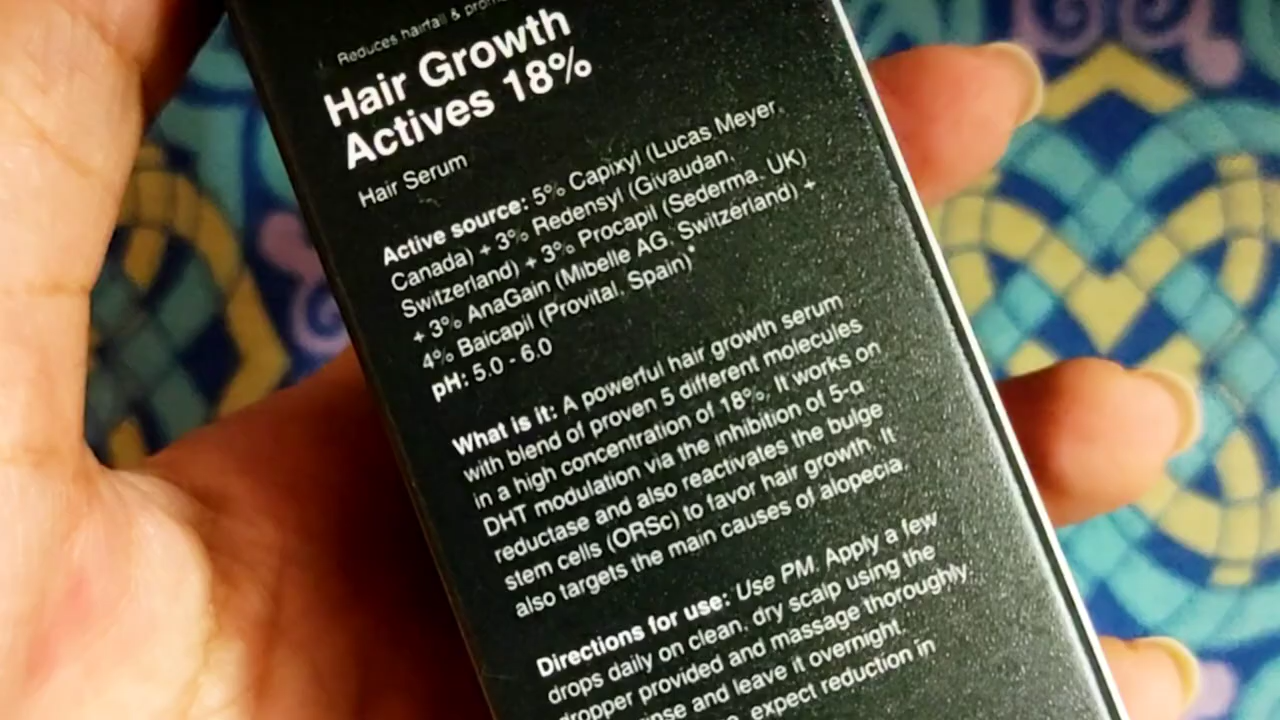 Reduces hairfall &
Hair Growth
Actives 18%
Hair Serum
Active source: 5% Capixyl (Lucas Meyer,
Canada) + 3% Redensyl (Givaudan,
Switzerland) + 3% Procapil (Sederma, UK)
+ 3% AnaGain (Mibelle AG, Switzerland) +
4% Baicapil (Provital, Spain)*
pH: 5.0 - 6.0
What is it: A powerful hair growth serum
with blend of proven 5 different molecules
in a high concentration of 18%. It works on
DHT modulation via the inhibition of 5-α
reductase and also reactivates the bulge
stem cells (ORSc) to favor hair growth. It
also targets the main causes of alopecia.
Directions for use: Use PM. Apply a few
drops daily on clean, dry scalp using the
dropper provided and massage thoroughly.
and leave it overnight.
expect reduction in